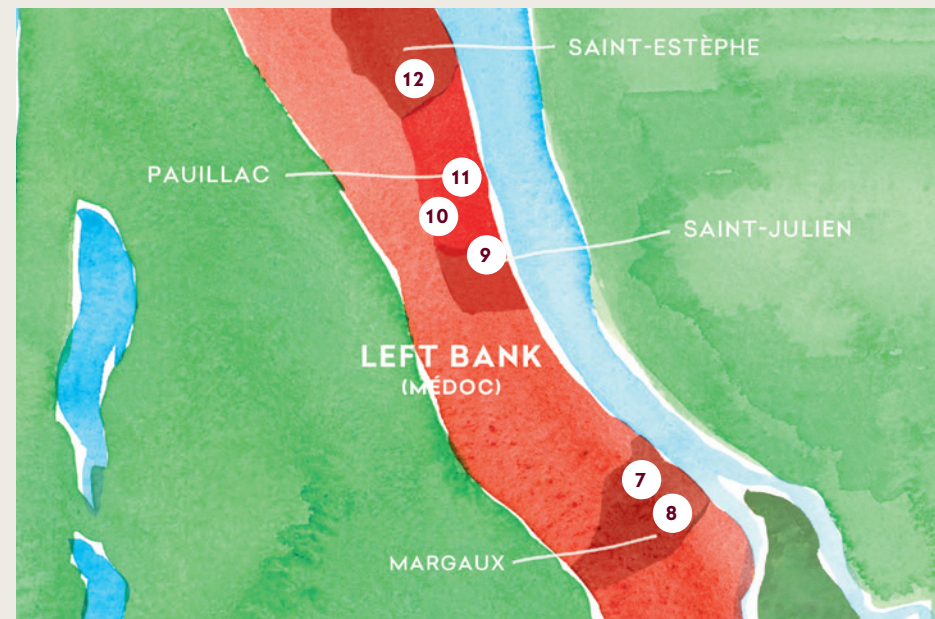 SAINT-ESTÈPHE
12
PAUILLAC
11
10
SAINT-JULIEN
9
LEFT BANK
(MÉDOC)
7
8
MARGAUX